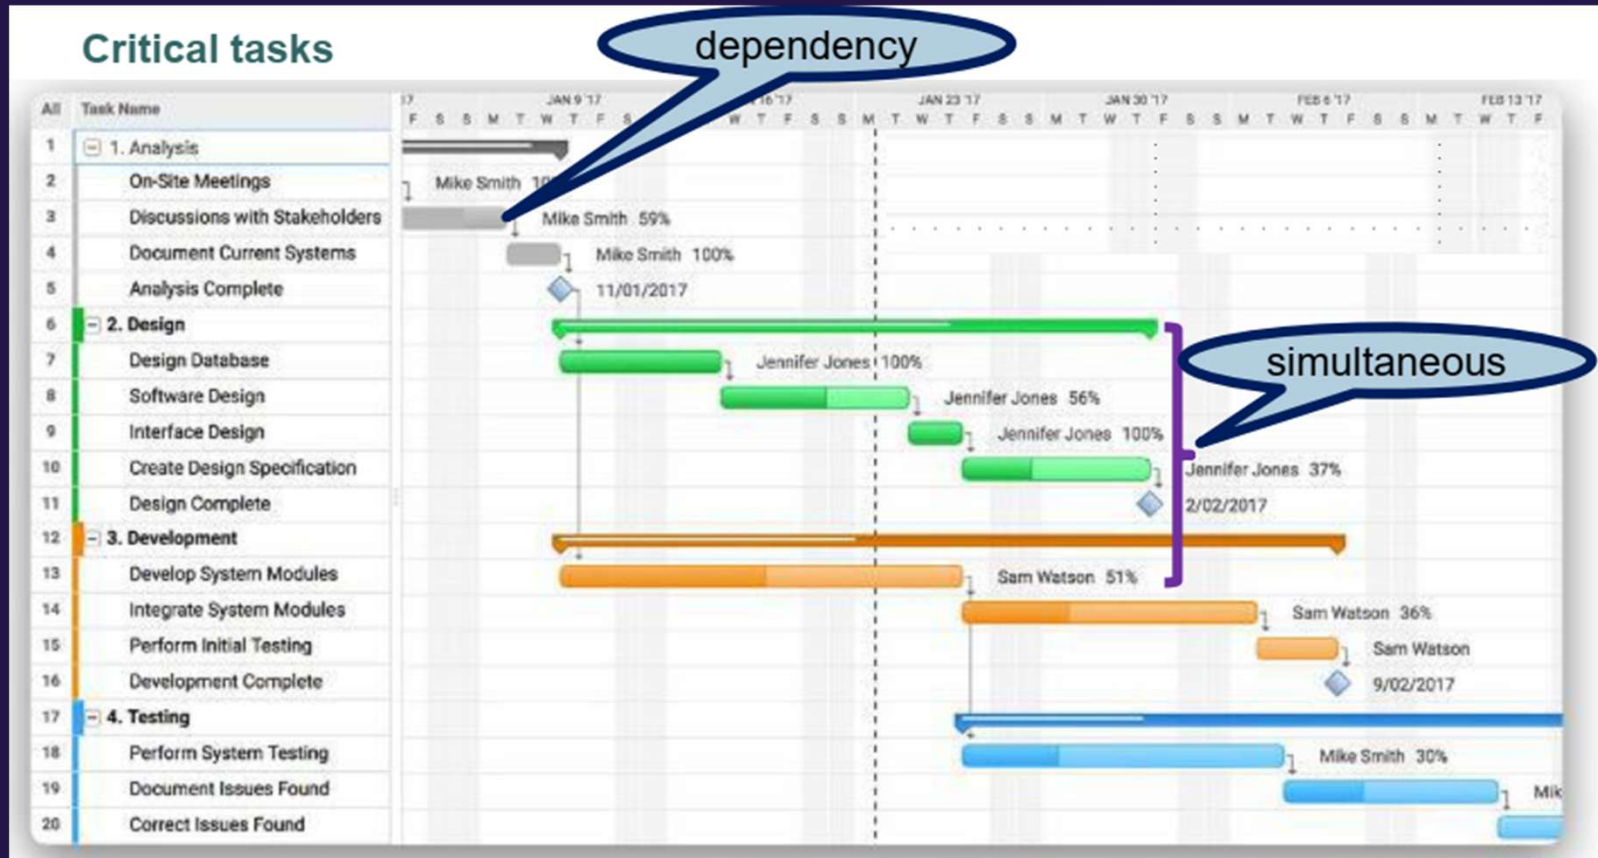 Critical tasks
dependency
All Task Name
JAN 9 '17 16 '17 JAN 23 '17 JAN 30 '17 FEB 6 '17 FEB 13 '17
F S S M T W T F S W T F S S M T W T F S S M T W T F S S M T W T F S S M T W T F
1 1. Analysis
2 On-Site Meetings Mike Smith
3 Discussions with Stakeholders Mike Smith 59%
4 Document Current Systems Mike Smith 100%
5 Analysis Complete 11/01/2017
6 2. Design
simultaneous
7 Design Database Jennifer Jones 100%
8 Software Design Jennifer Jones 56%
9 Interface Design Jennifer Jones 100%
10 Create Design Specification Jennifer Jones 37%
11 Design Complete 2/02/2017
12 3. Development
13 Develop System Modules Sam Watson 51%
14 Integrate System Modules Sam Watson 36%
15 Perform Initial Testing Sam Watson
16 Development Complete 9/02/2017
17 4. Testing
18 Perform System Testing Mike Smith 30%
19 Document Issues Found Mik
20 Correct Issues Found